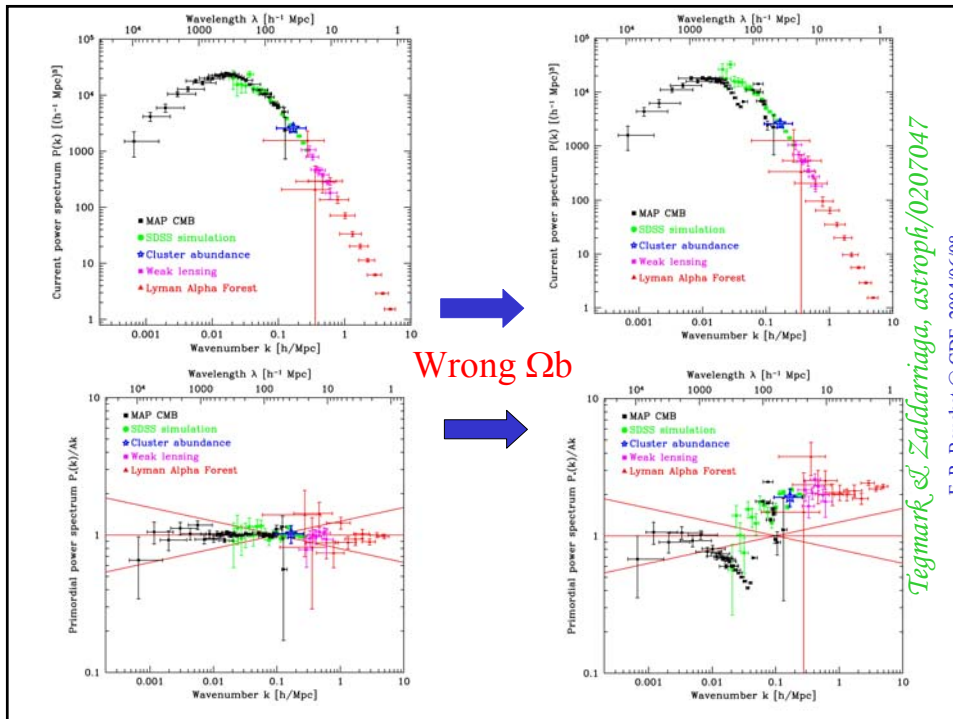 Wavelength λ [h⁻¹ Mpc]
10⁴ 1000 100 10 1
Current power spectrum P(k) [(h⁻¹ Mpc)³]
10⁵
10⁴
1000
100
10
1
MAP CMB
SDSS simulation
Cluster abundance
Weak lensing
Lyman Alpha Forest
0.001 0.01 0.1 1 10
Wavenumber k [h/Mpc]
Wavelength λ [h⁻¹ Mpc]
10⁴ 1000 100 10 1
Current power spectrum P(k) [(h⁻¹ Mpc)³]
10⁵
10⁴
1000
100
10
1
MAP CMB
SDSS simulation
Cluster abundance
Weak lensing
Lyman Alpha Forest
0.001 0.01 0.1 1 10
Wavenumber k [h/Mpc]
Wrong Ωb
Wavelength λ [h⁻¹ Mpc]
10⁴ 1000 100 10 1
Primordial power spectrum P*(k)/Ak
10
1
0.1
MAP CMB
SDSS simulation
Cluster abundance
Weak lensing
Lyman Alpha Forest
0.001 0.01 0.1 1 10
Wavenumber k [h/Mpc]
Wavelength λ [h⁻¹ Mpc]
10⁴ 1000 100 10 1
Primordial power spectrum P*(k)/Ak
10
1
0.1
MAP CMB
SDSS simulation
Cluster abundance
Weak lensing
Lyman Alpha Forest
0.001 0.01 0.1 1 10
Wavenumber k [h/Mpc]
Tegmark & Zaldarriaga, astroph/0207047